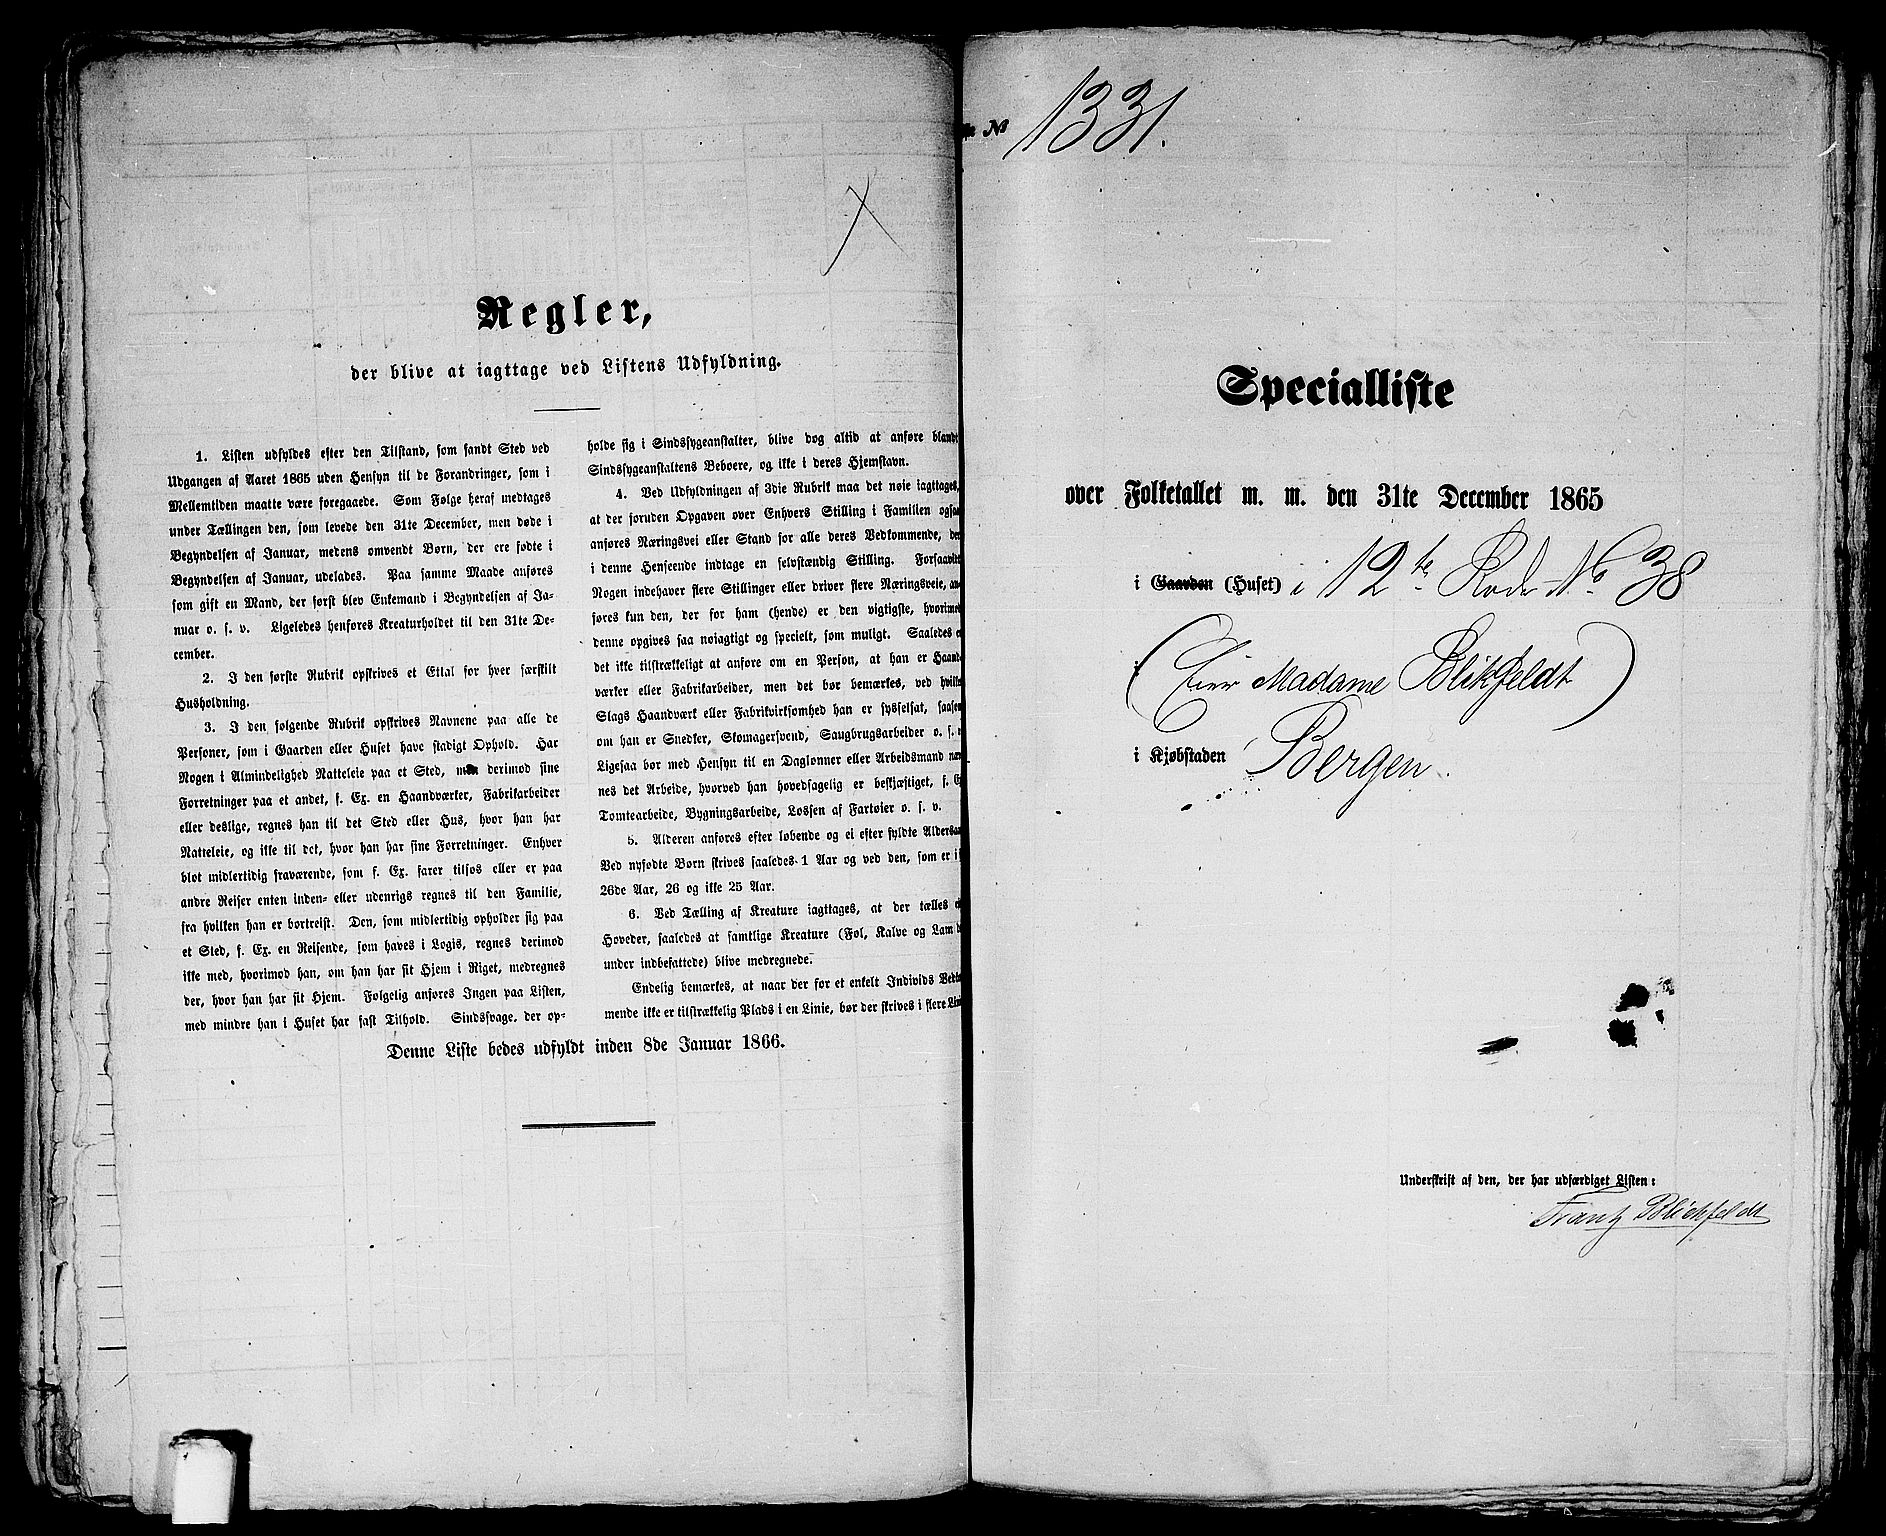 Regler,
der blive at iagttage ved Listens Udfyldning.
1. Listen udfyldes efter den Tilstand, som fandt Sted ved
Udgangen af Aaret 1865 uden Hensyn til de Forandringer, som i
Mellemtiden maatte være foregaaede. Som Følge heraf medtages
under Tællingen den, som levede den 31te December, men døde i
Begyndelsen af Januar, medens omvendt Børn, der ere fødte i
Begyndelsen af Januar, udelades. Paa samme Maade anføres
som gift en Mand, der først blev Enkemand i Begyndelsen af Ja-
nuar o. s. v. Ligeledes henføres Kreaturholdet til den 31te De-
cember.
2. I den første Rubrik opskrives et Ettal for hver særskilt
Husholdning.
3. I den følgende Rubrik opskrives Navnene paa alle de
Personer, som i Gaarden eller Huset have stadigt Ophold. Har
Nogen i Almindelighed Natteleie paa et Sted, men derimod sine
Forretninger paa et andet, f. Ex. en Haandværker, Fabrikarbeider
eller deslige, regnes han til det Sted eller Hus, hvor han har
Natteleie, og ikke til det, hvor han har sine Forretninger. Enhver
blot midlertidig fraværende, som f. Ex. farer tilsøs eller er paa
andre Reiser enten inden- eller udenrigs regnes til den Familie,
fra hvilken han er bortreist. Den, som midlertidig opholder sig paa
et Sted, f. Ex. en Reisende, som haves i Logis, regnes derimod
ikke med, hvorimod han, om han har sit Hjem i Riget, medregnes
der, hvor han har sit Hjem. Følgelig anføres Ingen paa Listen,
med mindre han i Huset har fast Tilhold. Sindssvage, der op-
holde sig i Sindssygeanstalter, blive dog altid at anføre blandt
Sindssygeanstaltens Beboere, og ikke i deres Hjemstavn.
4. Ved Udfyldningen af 3die Rubrik maa det nøie iagttages,
at der foruden Opgaven over Enhvers Stilling i Familien ogsaa
anføres Næringsvei eller Stand for alle deres Vedkommende, der
i denne Henseende indtage en selvstændig Stilling. Forsaavidt
Nogen indehaver flere Stillinger eller driver flere Næringsveie, an-
føres kun den, der for ham (hende) er den vigtigste, hvorimod
denne opgives saa nøiagtigt og specielt, som muligt. Saaledes er
det ikke tilstrækkeligt at anføre om en Person, at han er Haand-
værker eller Fabrikarbeider, men det bør bemærkes, ved hvilke
Slags Haandværk eller Fabrikvirksomhed han er sysselsat, saasom
om han er Snedker, Skomagersvend, Saugbrugsarbeider o. s. v.
Ligesaa bør med Hensyn til en Dagløner eller Arbeidsmand næv-
nes det Arbeide, hvorved han hovedsagelig er beskjæftiget, f. Ex.
Tomtearbeide, Bygningsarbeide, Lossen af Fartøier o. s. v.
5. Alderen anføres efter løbende og ei efter fyldte Aldersaar
Ved nyfødte Børn skrives saaledes 1 Aar og ved den, som er i
26de Aar, 26 og ikke 25 Aar.
6. Ved Tælling af Kreature iagttages, at der tælles
Hoveder, saaledes at samtlige Kreature (Føl, Kalve og Lam
under indbefattede) blive medregnede.
Endelig bemærkes, at naar der for et enkelt Individs Vedkom-
mende ikke er tilstrækkelig Plads i en Linie, bør der skrives i flere Lini
Denne Liste bedes udfyldt inden 8de Januar 1866.
№ 1331.
Specialliste
over Folketallet m. m. den 31te December 1865
i Gaarden (Huset) i 12te Rode No 38
i (Eier Madame Blikfeldt)
i Kjøbstaden Bergen.
Underskrift af den, der har udfærdiget Listen:
Frantz Blichfeldt